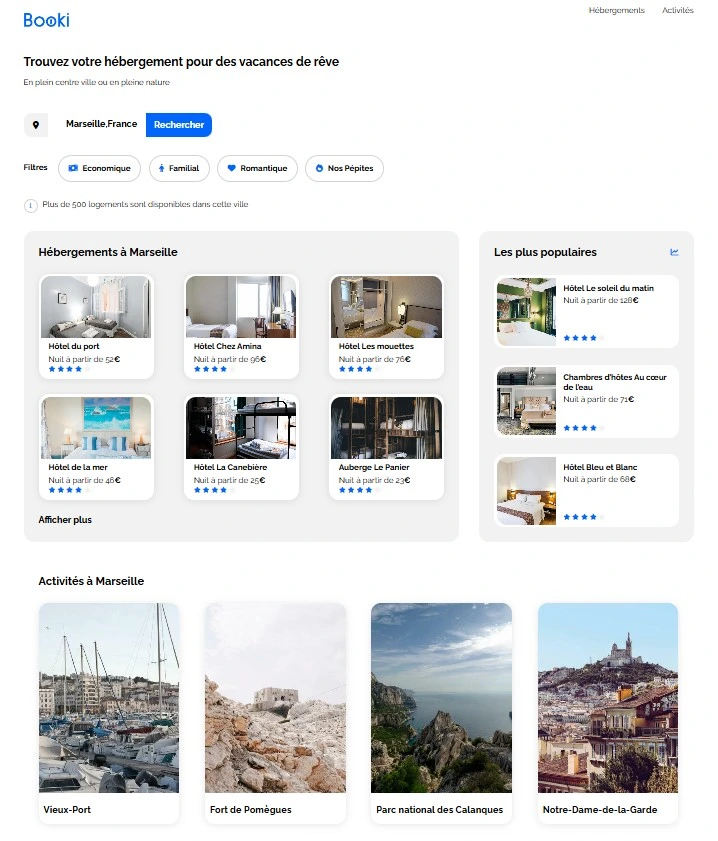 Booki
Hébergements
Activités
Trouvez votre hébergement pour des vacances de rêve
En plein centre ville ou en pleine nature
Marseille,France
Rechercher
Filtres
Economique
Familial
Romantique
Nos Pépites
Plus de 500 logements sont disponibles dans cette ville
Hébergements à Marseille
Hôtel du port
Nuit à partir de 52€
Hôtel Chez Amina
Nuit à partir de 96€
Hôtel Les mouettes
Nuit à partir de 76€
Hôtel de la mer
Nuit à partir de 46€
Hôtel La Canebière
Nuit à partir de 25€
Auberge Le Panier
Nuit à partir de 23€
Afficher plus
Les plus populaires
Hôtel Le soleil du matin
Nuit à partir de 128€
Chambres d'hôtes Au cœur
de l'eau
Nuit à partir de 71€
Hôtel Bleu et Blanc
Nuit à partir de 68€
Activités à Marseille
Vieux-Port
Fort de Pomègues
Parc national des Calanques
Notre-Dame-de-la-Garde